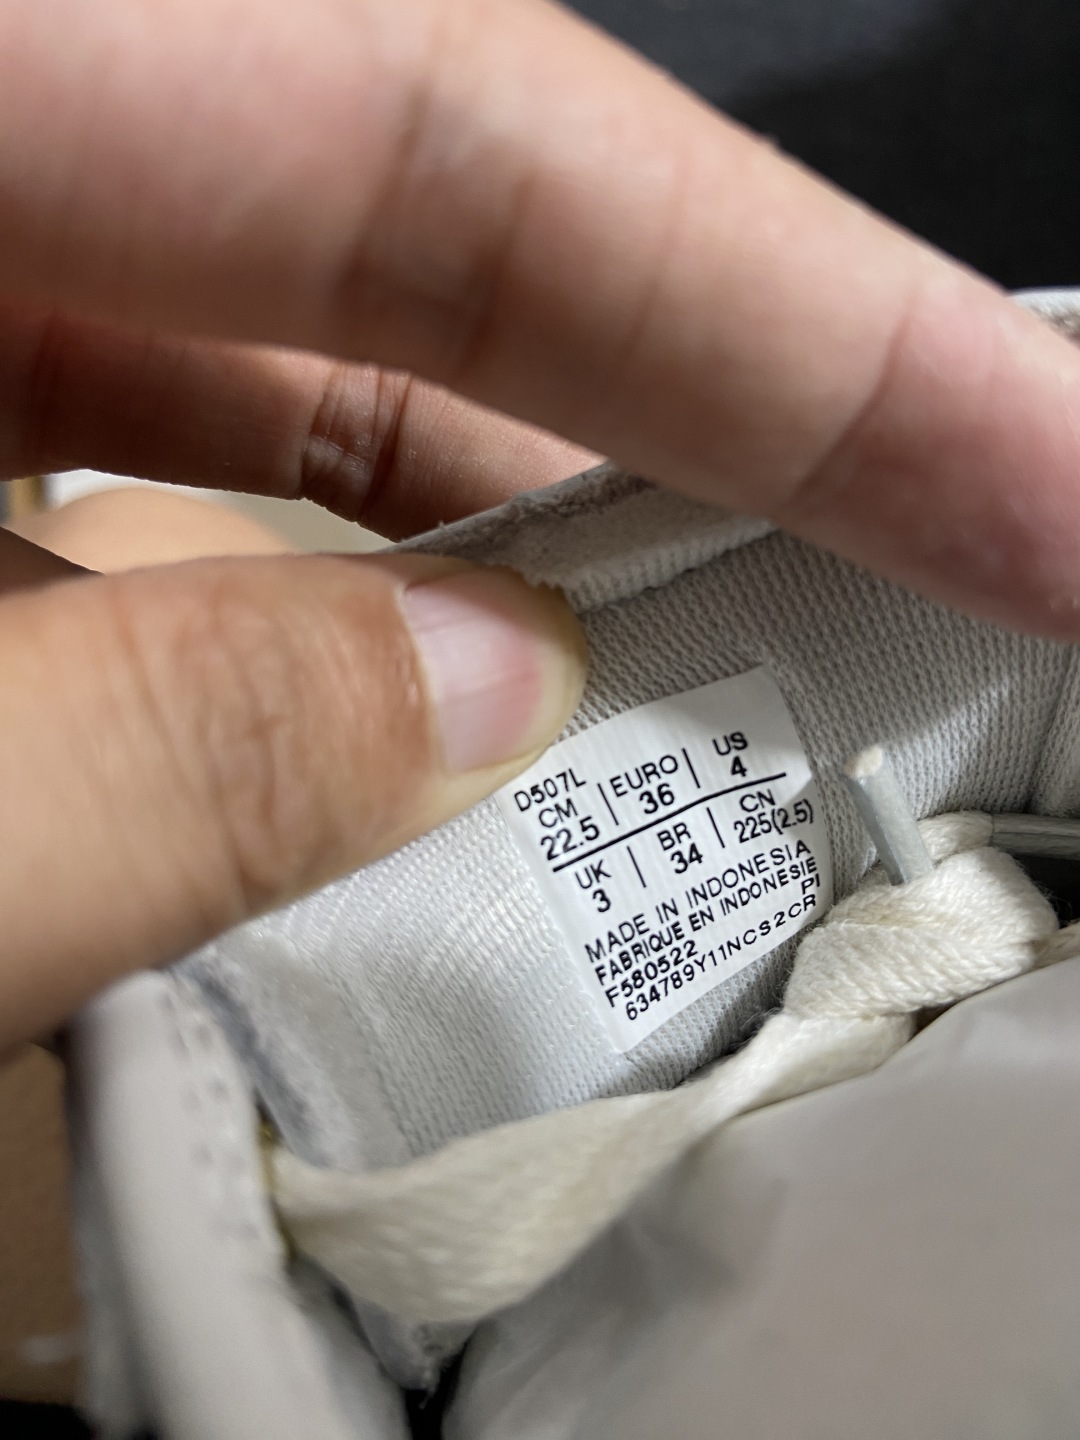 D507L
CM | EURO | US
22.5 36 4
UK | BR | CN
3 34 225(2.5)
MADE IN INDONESIA
FABRIQUE EN INDONESIE
F580522 PI
634789Y11NCS2CR